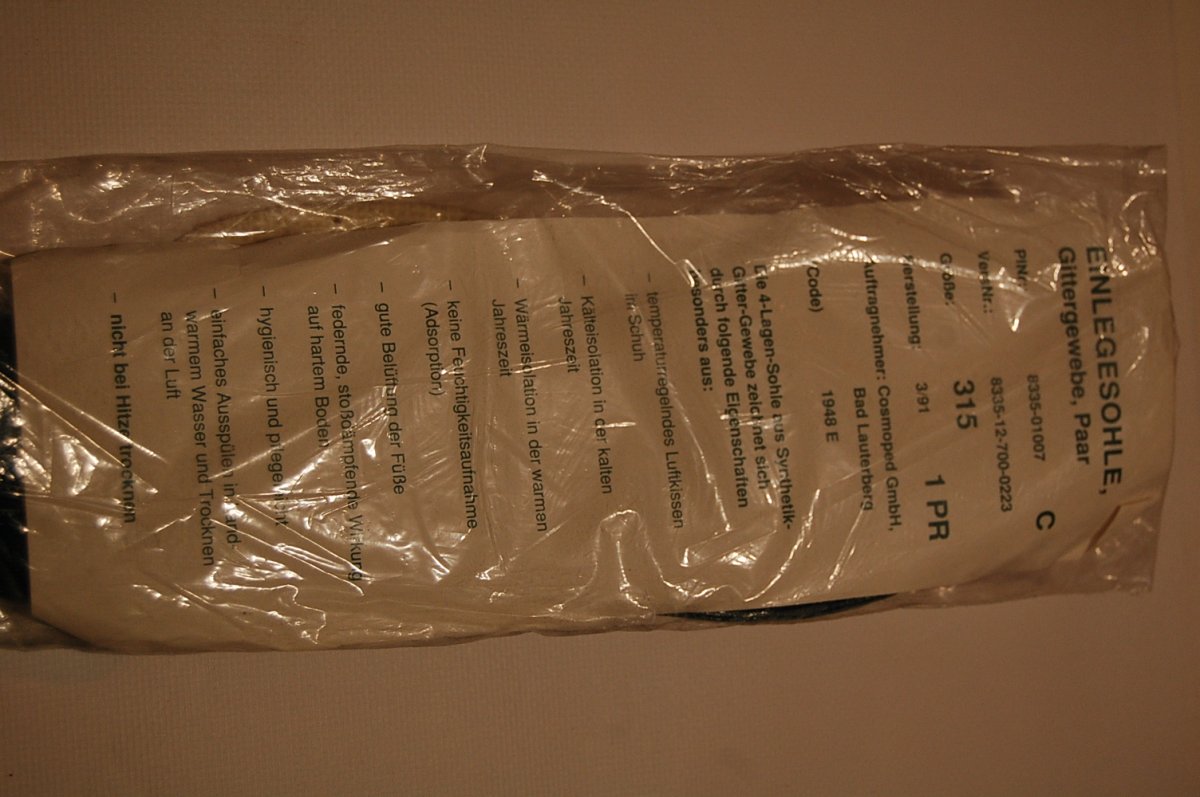 EINLEGESOHLE,
Gittergewebe, Paar
PlNr.: 8335-01007 C
VersNr.: 8335-12-700-0223
Größe: 315 1 PR
Herstellung: 3/91
Auftragnehmer: Cosmoped GmbH,
Bad Lauterberg
(Code) 1948 E
Die 4-Lagen-Sohle aus Synthetik-
Gitter-Gewebe zeichnet sich
durch folgende Eigenschaften
besonders aus:
– temperaturregelndes Luftkissen
im Schuh
– Kälteisolation in der kalten
Jahreszeit
– Wärmeisolation in der warmen
Jahreszeit
– keine Feuchtigkeitsaufnahme
(Adsorption)
– gute Belüftung der Füße
– federnde, stoßdämpfende Wirkung
auf hartem Boden
– hygienisch und pflegeleicht
– einfaches Ausspülen in hand-
warmem Wasser und Trocknen
an der Luft
– nicht bei Hitze trocknen